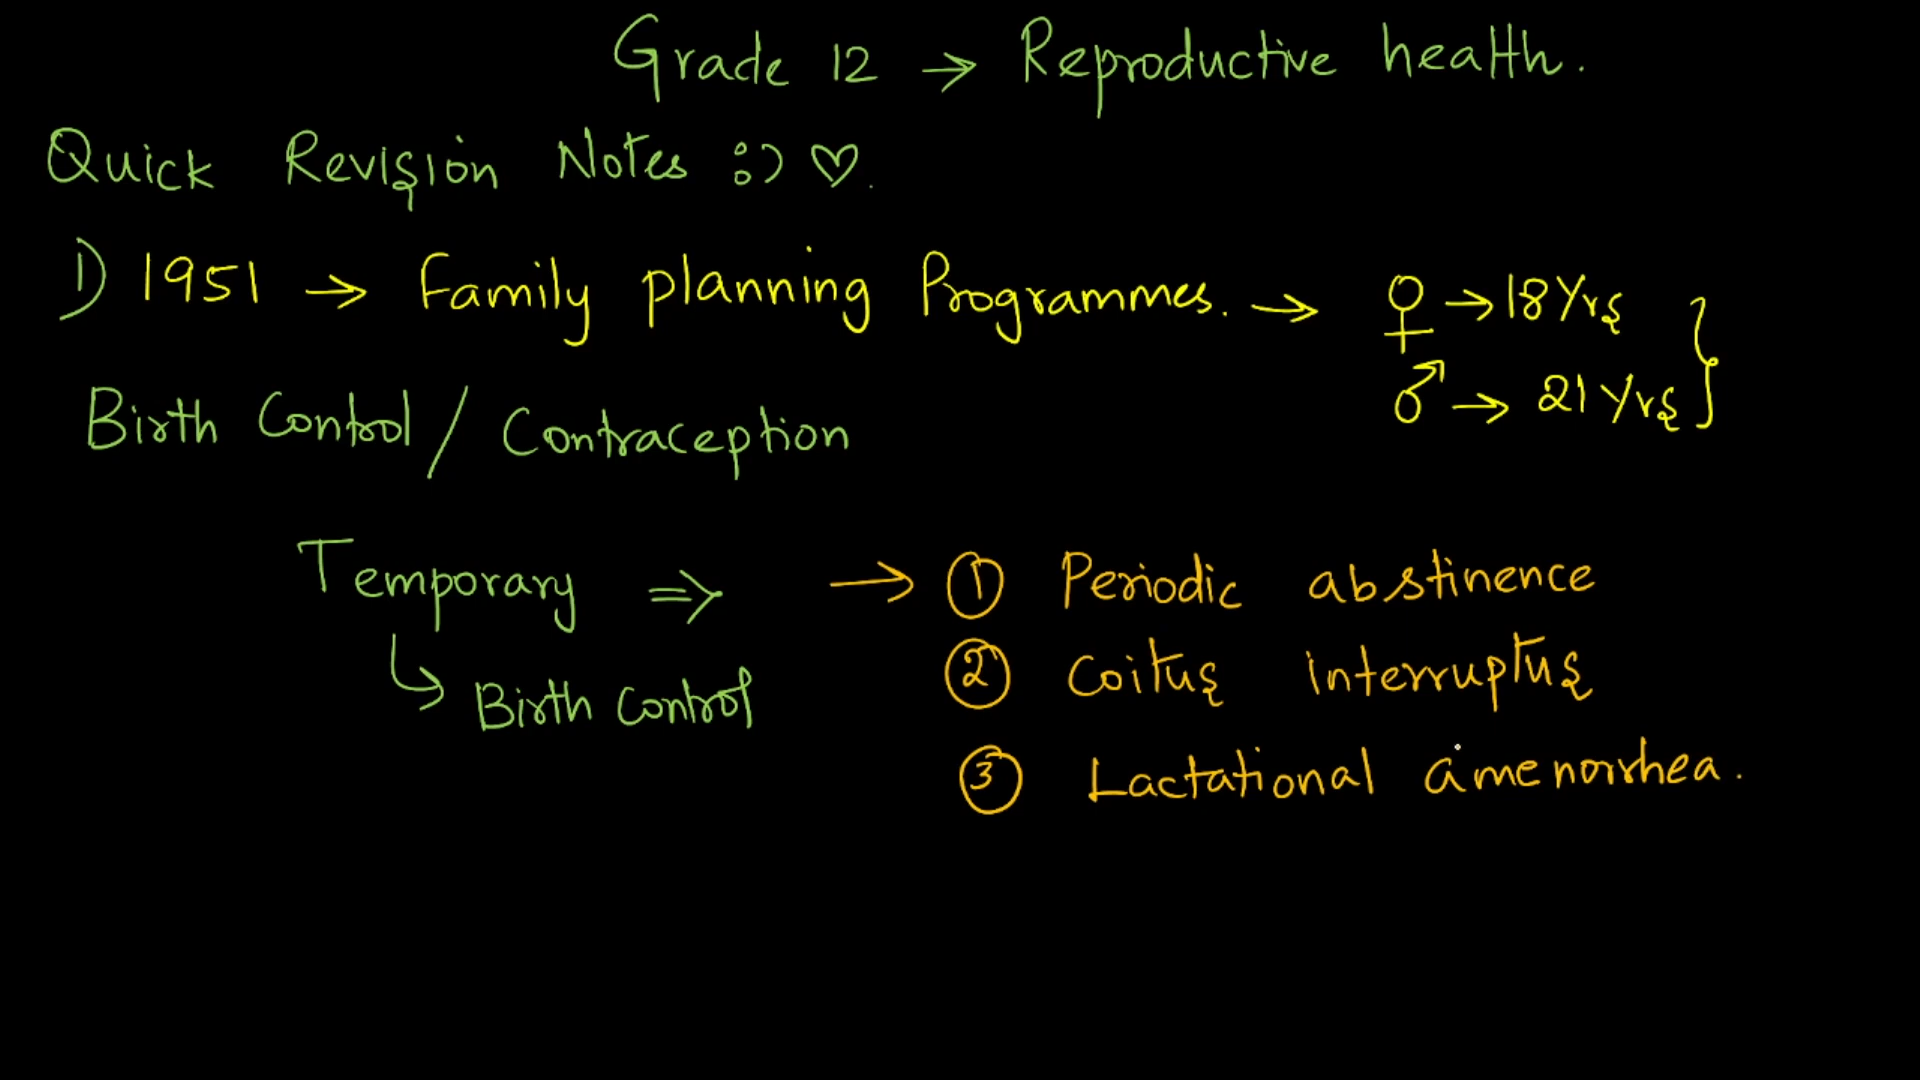 Grade 12 → Reproductive health.
Quick Revision Notes :) ♡.
1) 1951 → Family planning Programmes. → ♀ → 18 Yrs
♂ → 21 Yrs
Birth Control / Contraception
Temporary ⇒ → ① Periodic abstinence
② Coitus interruptus
↳ Birth control
③ Lactational amenorrhea.